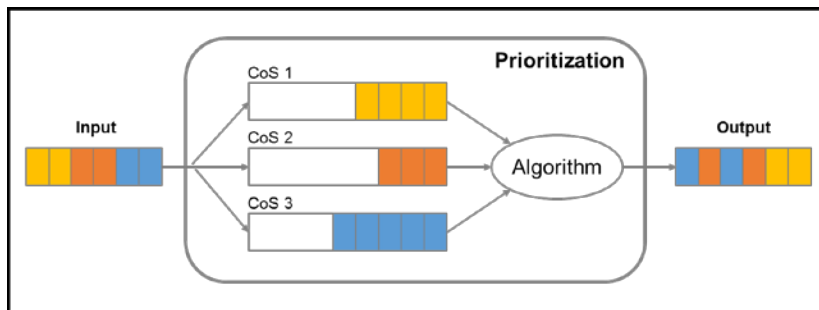 Prioritization
CoS 1
Input
CoS 2
Algorithm
Output
CoS 3